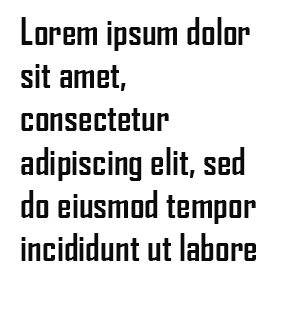 Lorem ipsum dolor
sit amet,
consectetur
adipiscing elit, sed
do eiusmod tempor
incididunt ut labore